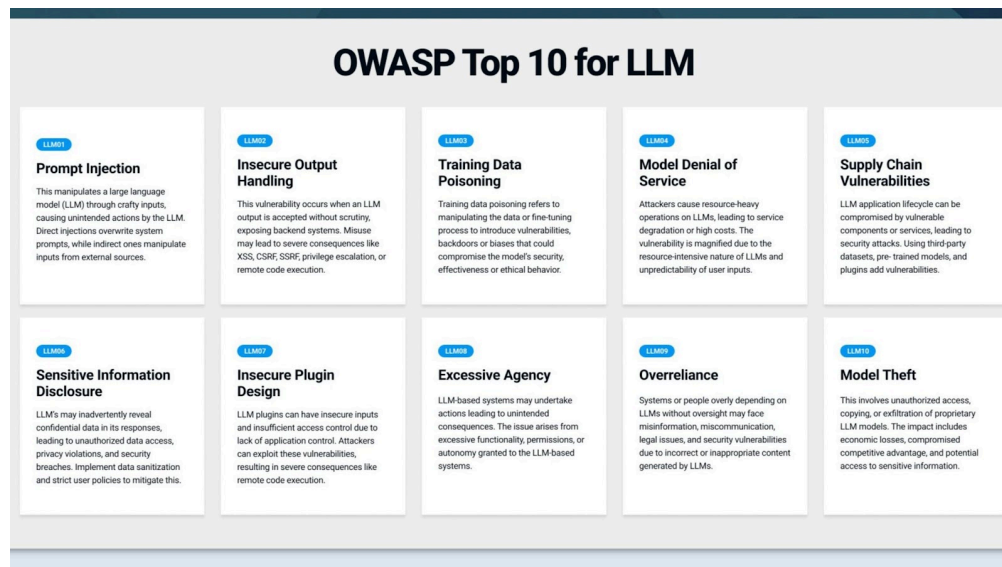 OWASP Top 10 for LLM
LLM01
Prompt Injection
This manipulates a large language
model (LLM) through crafty inputs,
causing unintended actions by the LLM.
Direct injections overwrite system
prompts, while indirect ones manipulate
inputs from external sources.
LLM02
Insecure Output
Handling
This vulnerability occurs when an LLM
output is accepted without scrutiny,
exposing backend systems. Misuse
may lead to severe consequences like
XSS, CSRF, SSRF, privilege escalation, or
remote code execution.
LLM03
Training Data
Poisoning
Training data poisoning refers to
manipulating the data or fine-tuning
process to introduce vulnerabilities,
backdoors or biases that could
compromise the model's security,
effectiveness or ethical behavior.
LLM04
Model Denial of
Service
Attackers cause resource-heavy
operations on LLMs, leading to service
degradation or high costs. The
vulnerability is magnified due to the
resource-intensive nature of LLMs and
unpredictability of user inputs.
LLM05
Supply Chain
Vulnerabilities
LLM application lifecycle can be
compromised by vulnerable
components or services, leading to
security attacks. Using third-party
datasets, pre- trained models, and
plugins add vulnerabilities.
LLM06
Sensitive Information
Disclosure
LLM's may inadvertently reveal
confidential data in its responses,
leading to unauthorized data access,
privacy violations, and security
breaches. Implement data sanitization
and strict user policies to mitigate this.
LLM07
Insecure Plugin
Design
LLM plugins can have insecure inputs
and insufficient access control due to
lack of application control. Attackers
can exploit these vulnerabilities,
resulting in severe consequences like
remote code execution.
LLM08
Excessive Agency
LLM-based systems may undertake
actions leading to unintended
consequences. The issue arises from
excessive functionality, permissions, or
autonomy granted to the LLM-based
systems.
LLM09
Overreliance
Systems or people overly depending on
LLMs without oversight may face
misinformation, miscommunication,
legal issues, and security vulnerabilities
due to incorrect or inappropriate content
generated by LLMs.
LLM10
Model Theft
This involves unauthorized access,
copying, or exfiltration of proprietary
LLM models. The impact includes
economic losses, compromised
competitive advantage, and potential
access to sensitive information.